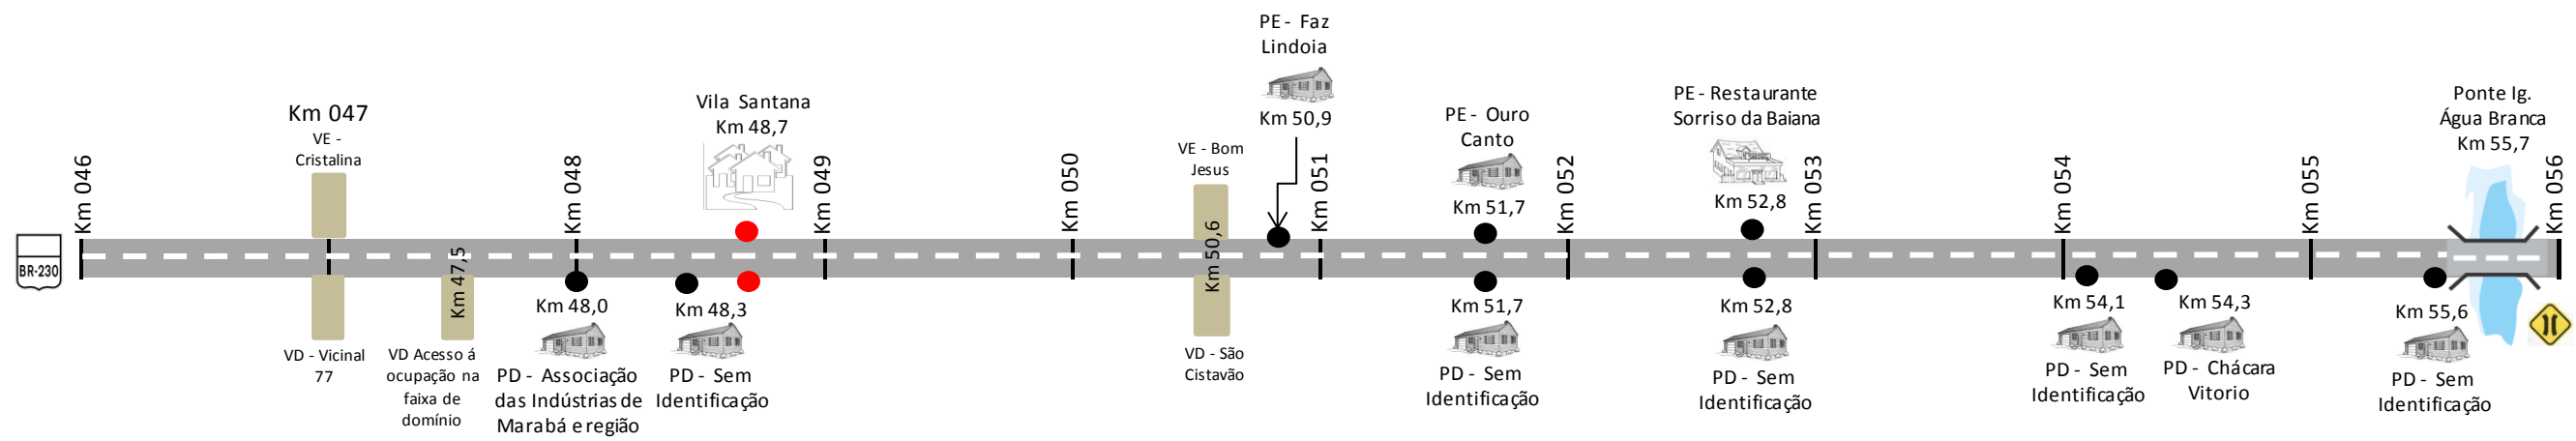 BR-230
Km 046
Km 047
VE -
Cristalina
VD - Vicinal
77
Km 47,5
VD Acesso á
ocupação na
faixa de
domínio
Km 048
Km 48,0
PD - Associação
das Indústrias de
Marabá e região
Km 48,3
PD - Sem
Identificação
Vila Santana
Km 48,7
Km 049
Km 050
VE - Bom
Jesus
Km 50,6
VD - São
Cistavão
PE - Faz
Lindoia
Km 50,9
Km 051
PE - Ouro
Canto
Km 51,7
Km 51,7
PD - Sem
Identificação
Km 052
PE - Restaurante
Sorriso da Baiana
Km 52,8
Km 52,8
PD - Sem
Identificação
Km 053
Km 054
Km 54,1
PD - Sem
Identificação
Km 54,3
PD - Chácara
Vitorio
Km 055
Km 55,6
PD - Sem
Identificação
Ponte Ig.
Água Branca
Km 55,7
Km 056